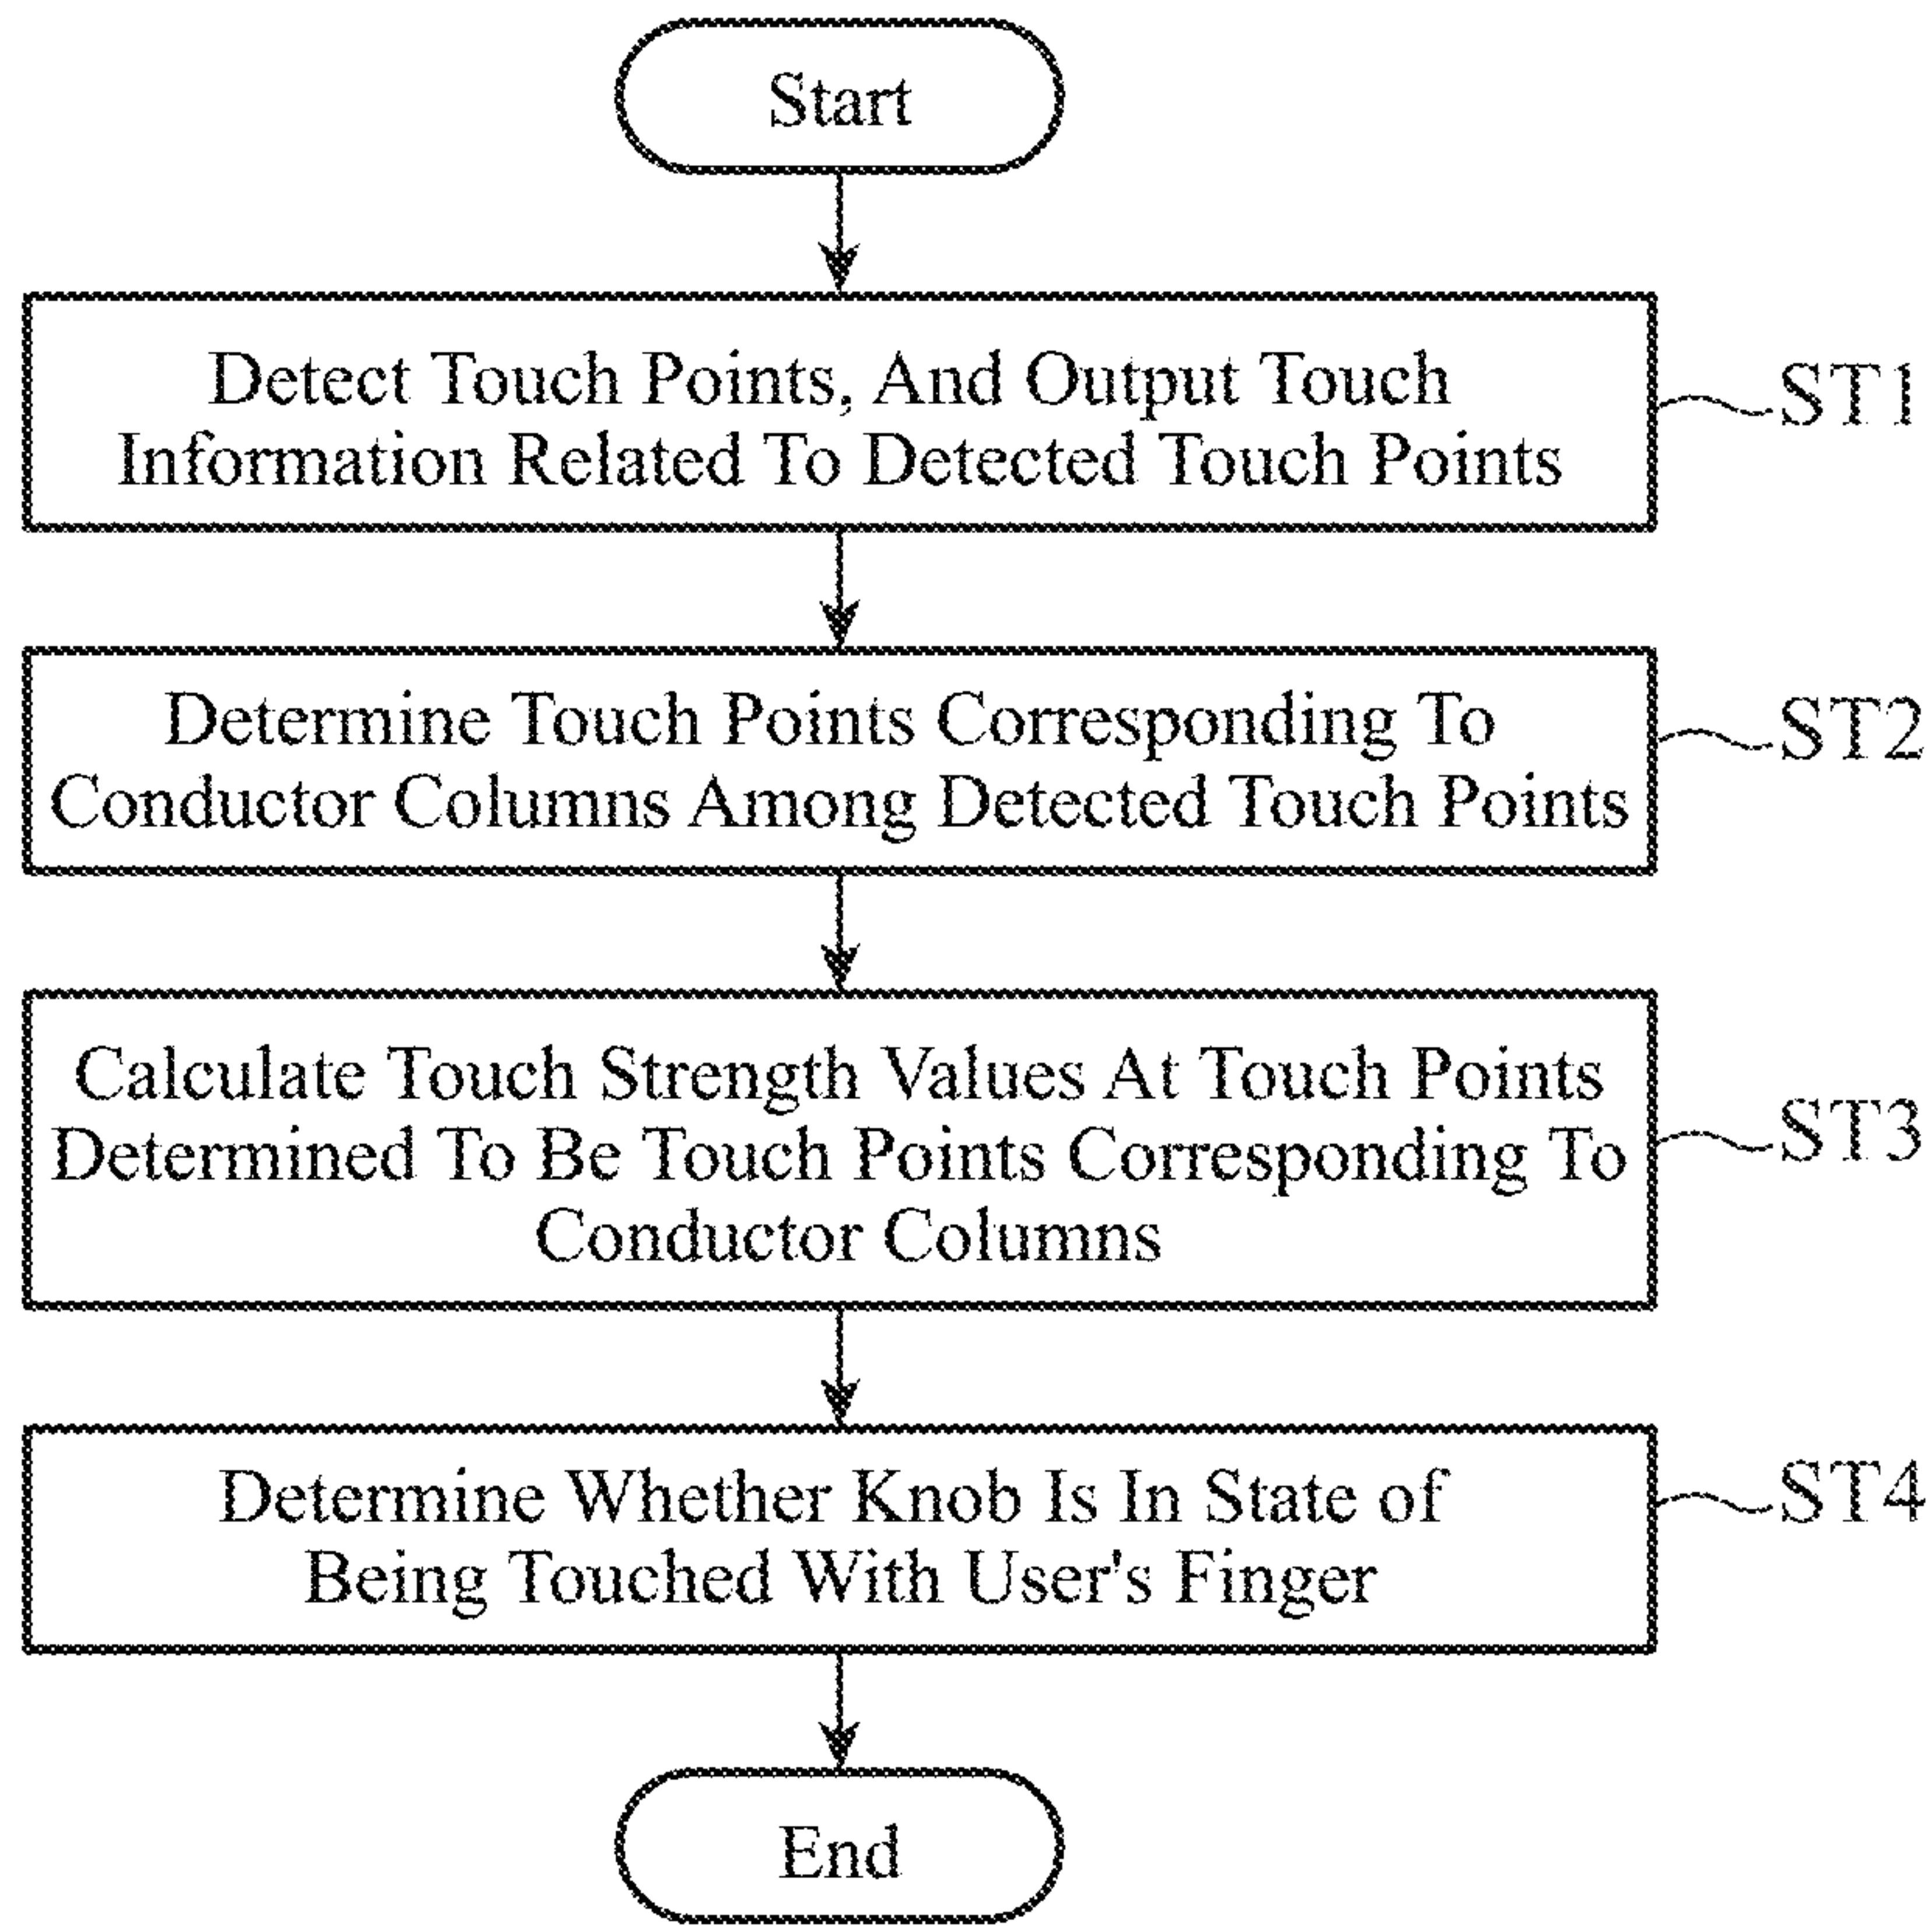 Start
Detect Touch Points, And Output Touch
Information Related To Detected Touch Points
ST1
Determine Touch Points Corresponding To
Conductor Columns Among Detected Touch Points
ST2
Calculate Touch Strength Values At Touch Points
Determined To Be Touch Points Corresponding To
Conductor Columns
ST3
Determine Whether Knob Is In State of
Being Touched With User's Finger
ST4
End